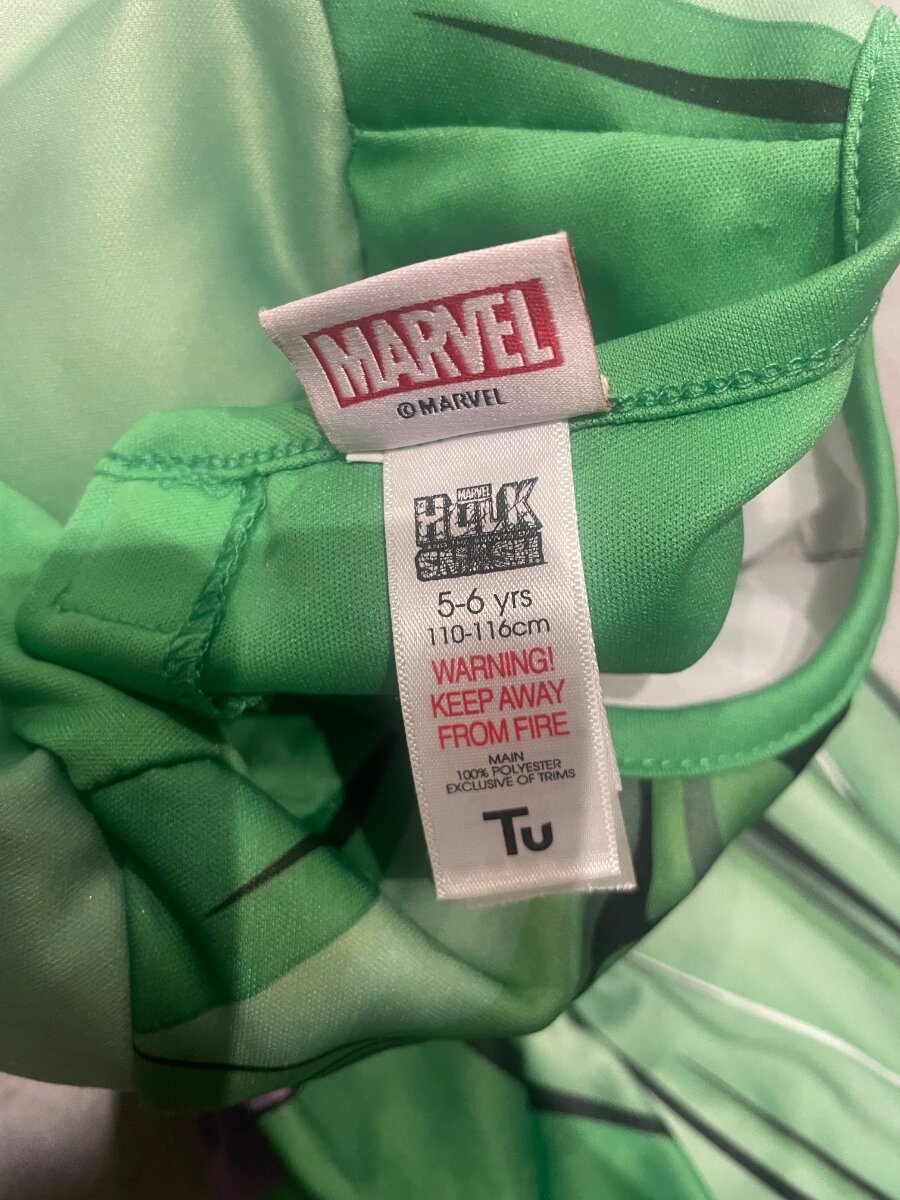 MARVEL
© MARVEL
MARVEL
HULK
SMASH
5-6 yrs
110-116cm
WARNING!
KEEP AWAY
FROM FIRE
MAIN
100% POLYESTER
EXCLUSIVE OF TRIMS
Tu